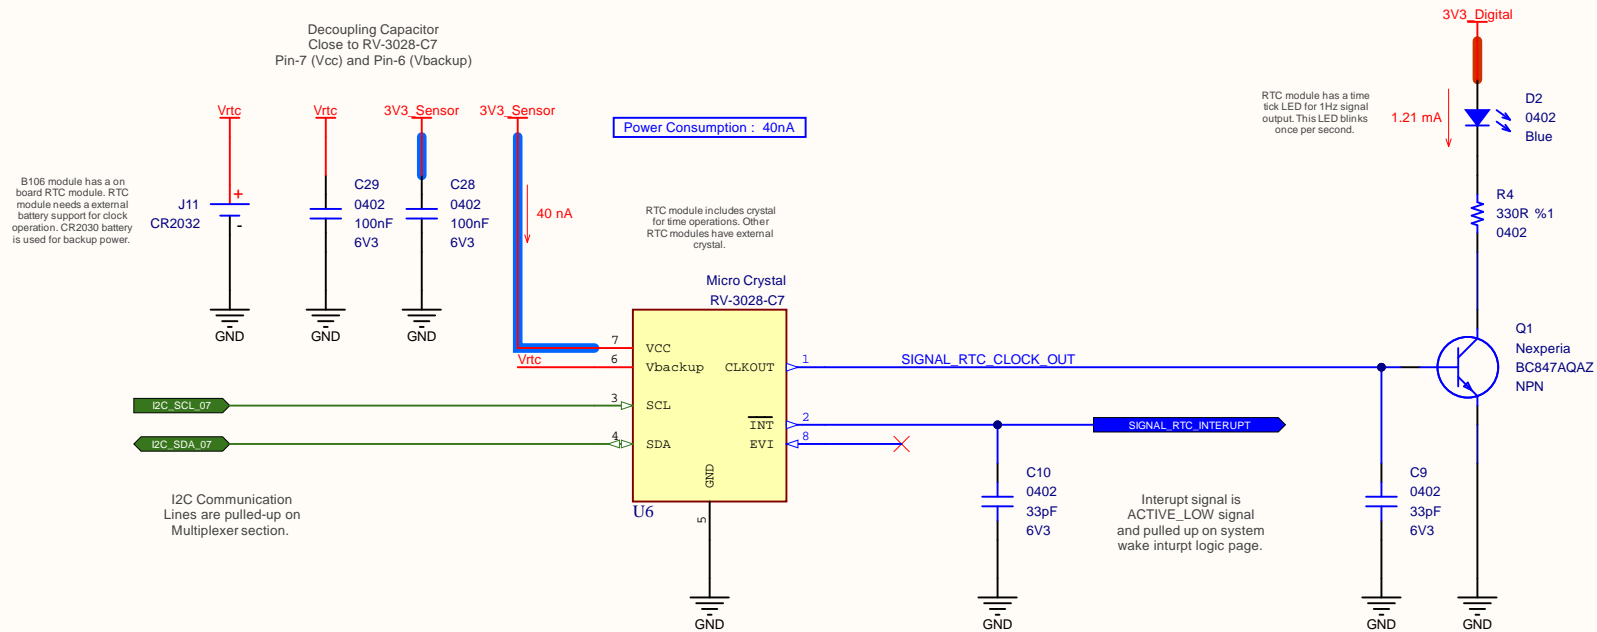 Decoupling Capacitor
Close to RV-3028-C7
Pin-7 (Vcc) and Pin-6 (Vbackup)
Vrtc
Vrtc
3V3_Sensor
3V3_Sensor
Power Consumption :  40nA
3V3_Digital
RTC module has a time
tick LED for 1Hz signal
output. This LED blinks
once per second.
1.21 mA
D2
0402
Blue
B106 module has a on
board RTC module. RTC
module needs a external
battery support for clock
operation. CR2030 battery
is used for backup power.
J11
CR2032
+
-
C29
0402
100nF
6V3
C28
0402
100nF
6V3
40 nA
RTC module includes crystal
for time operations. Other
RTC modules have external
crystal.
R4
330R %1
0402
GND
GND
GND
Micro Crystal
RV-3028-C7
7
VCC
Vrtc
6
Vbackup
CLKOUT
1
SIGNAL_RTC_CLOCK_OUT
Q1
Nexperia
BC847AQAZ
NPN
I2C_SCL_07
3
SCL
INT
2
SIGNAL_RTC_INTERUPT
I2C_SDA_07
4
SDA
EVI
8
GND
U6
5
I2C Communication
Lines are pulled-up on
Multiplexer section.
C10
0402
33pF
6V3
Interupt signal is
ACTIVE_LOW signal
and pulled up on system
wake inturpt logic page.
C9
0402
33pF
6V3
GND
GND
GND
GND